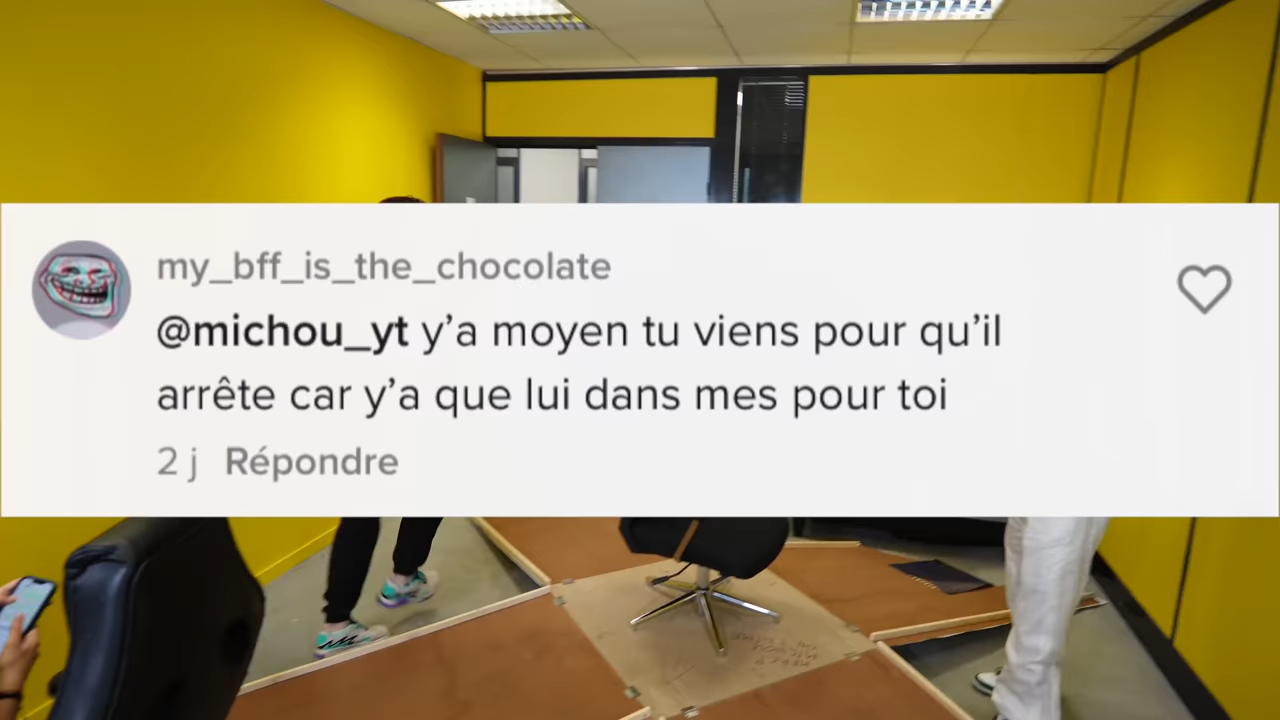 my_bff_is_the_chocolate
@michou_yt y’a moyen tu viens pour qu’il
arrête car y’a que lui dans mes pour toi
2 j Répondre